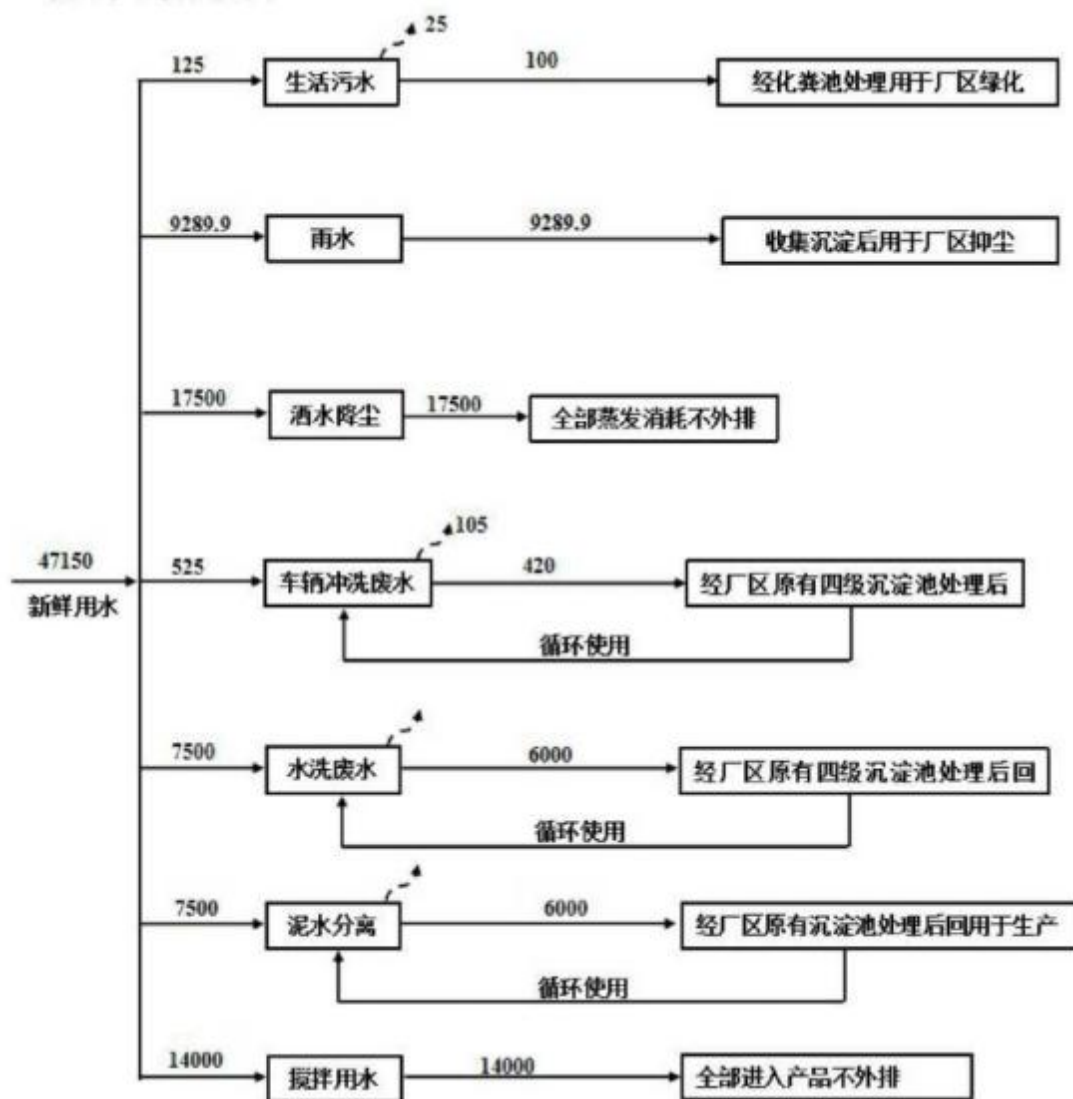 25
125
生活污水
100
经化粪池处理用于厂区绿化
9289.9
雨水
9289.9
收集沉淀后用于厂区抑尘
17500
洒水降尘
17500
全部蒸发消耗不外排
47150
新鲜用水
105
525
车辆冲洗废水
420
经厂区原有四级沉淀池处理后
循环使用
7500
水洗废水
6000
经厂区原有四级沉淀池处理后回
循环使用
7500
泥水分离
6000
经厂区原有沉淀池处理后回用于生产
循环使用
14000
搅拌用水
14000
全部进入产品不外排